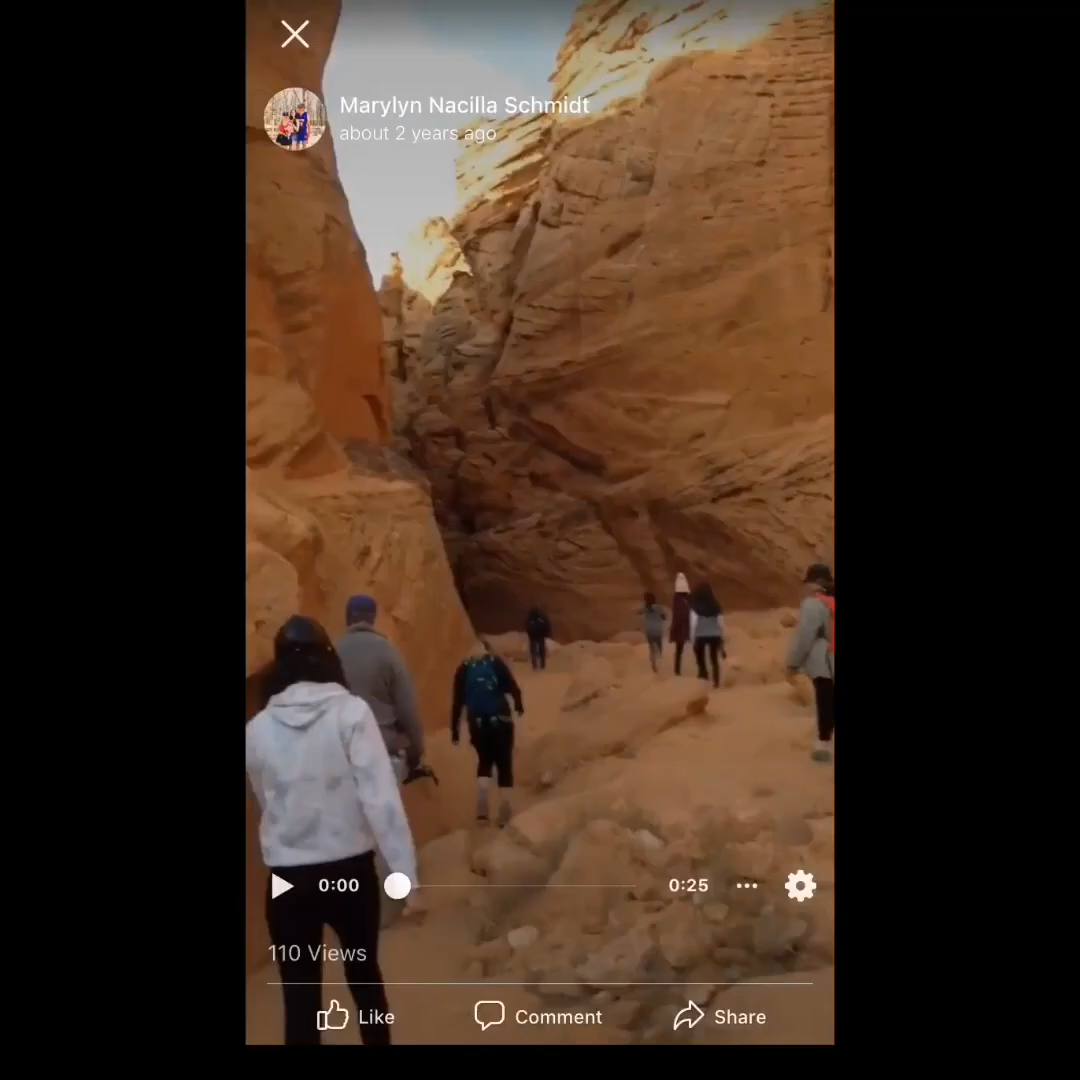 Marylyn Nacilla Schmidt
about 2 years ago
0:00
0:25
110 Views
Like
Comment
Share